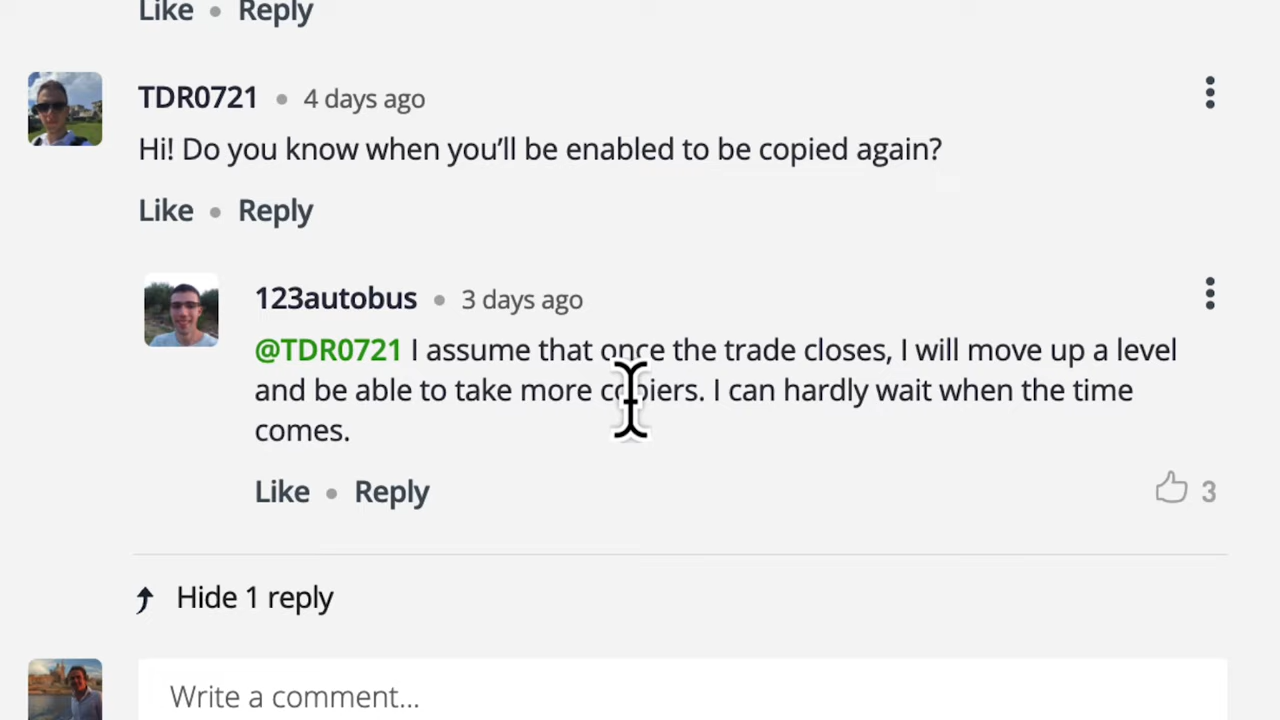 Like • Reply
TDR0721 • 4 days ago
Hi! Do you know when you'll be enabled to be copied again?
Like • Reply
123autobus • 3 days ago
@TDR0721 I assume that once the trade closes, I will move up a level
and be able to take more copiers. I can hardly wait when the time
comes.
Like • Reply 3
Hide 1 reply
Write a comment...